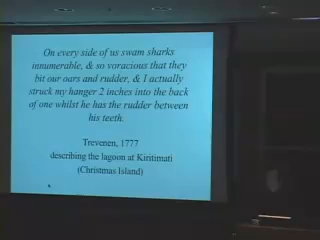 On every side of us swam sharks
innumerable, & so voracious that they
bit our oars and rudder, & I actually
struck my hanger 2 inches into the back
of one whilst he has the rudder between
his teeth.
Trevenen, 1777
describing the lagoon at Kiritimati
(Christmas Island)